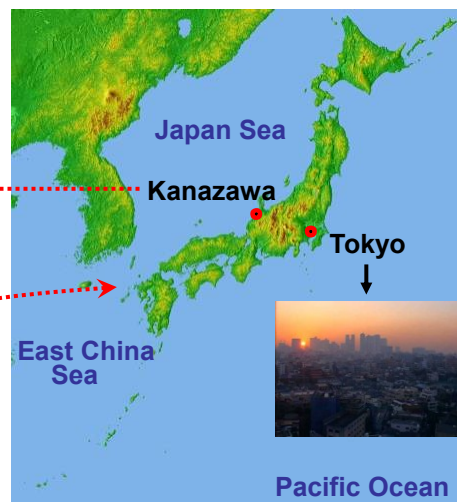 Japan Sea
Kanazawa
Tokyo
East China
Sea
Pacific Ocean